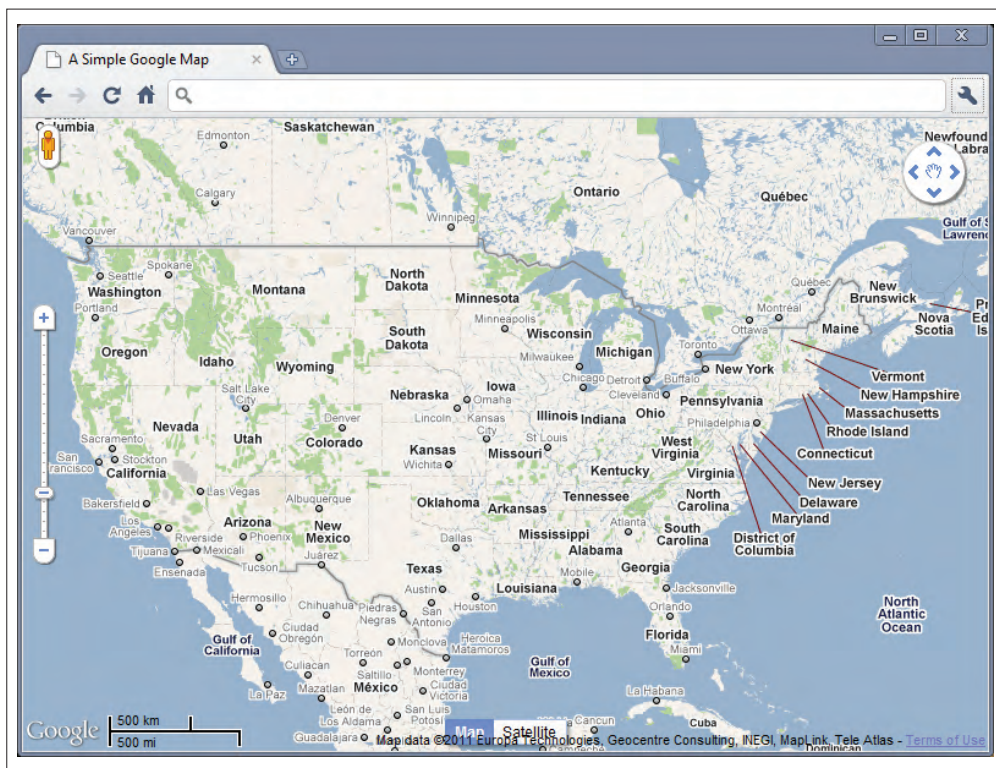 A Simple Google Map
Columbia
Edmonton
Saskatchewan
Newfound
Labra
Calgary
Ontario
Québec
Winnipeg
Gulf of S
Lawrenc
Vancouver
Seattle
Spokane
Washington
Montana
North
Dakota
Minnesota
Québec
New
Brunswick
Pr
Ed
Is
Nova
Scotia
Portland
Minneapolis
Montréal
Ottawa
Maine
Oregon
Idaho
Wyoming
South
Dakota
Wisconsin
Michigan
Toronto
Milwaukee
New York
Vermont
Salt Lake
City
Nebraska
Iowa
Omaha
Chicago
Detroit
Buffalo
New Hampshire
Cleveland
Pennsylvania
Massachusetts
Nevada
Utah
Denver
Colorado
Lincoln
Kansas
City
Illinois
Indiana
Ohio
Philadelphia
Rhode Island
Sacramento
Stockton
San
Francisco
California
Kansas
Wichita
Missouri
St Louis
West
Virginia
Connecticut
Kentucky
Virginia
New Jersey
Bakersfield
Las Vegas
Albuquerque
Oklahoma
Arkansas
Tennessee
North
Carolina
Delaware
Maryland
Los
Angeles
Riverside
Arizona
Phoenix
New
Mexico
Dallas
Mississippi
Atlanta
Alabama
South
Carolina
District of
Columbia
Tijuana
Mexicali
Tucson
Juárez
Ensenada
Texas
Georgia
Austin
Louisiana
Mobile
Jacksonville
Hermosillo
Chihuahua
Piedras
Negras
San
Antonio
Houston
Orlando
North
Atlantic
Ocean
Gulf of
California
Ciudad
Obregón
Monclova
Heroica
Matamoros
Florida
Miami
Torreón
Saltillo
Monterrey
Gulf of
Mexico
Culiacan
La Paz
Mazatlan
México
Ciudad
Victoria
La Habana
León de
Los Aldama
San Luis
Potosí
Cancun
Cuba
Guadalajara
Google
500 km
500 mi
Map
Satellite
Dominican
Map data ©2011 Europa Technologies, Geocentre Consulting, INEGI, MapLink, Tele Atlas - Terms of Use